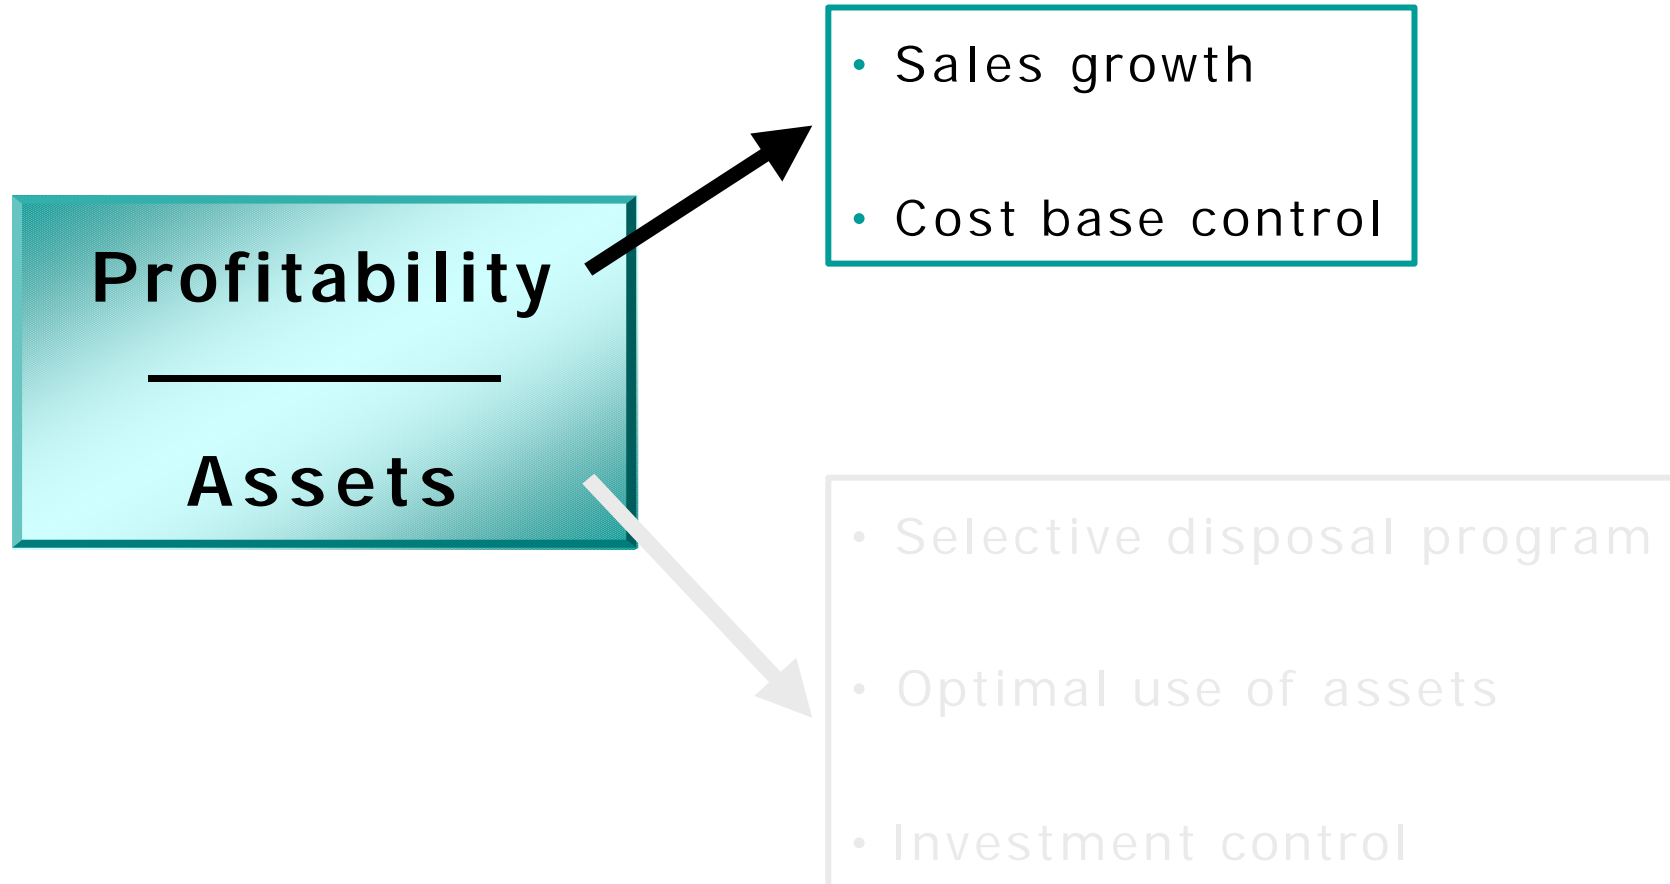 Profitability
Assets
• Sales growth
• Cost base control
• Selective disposal program
• Optimal use of assets
• Investment control